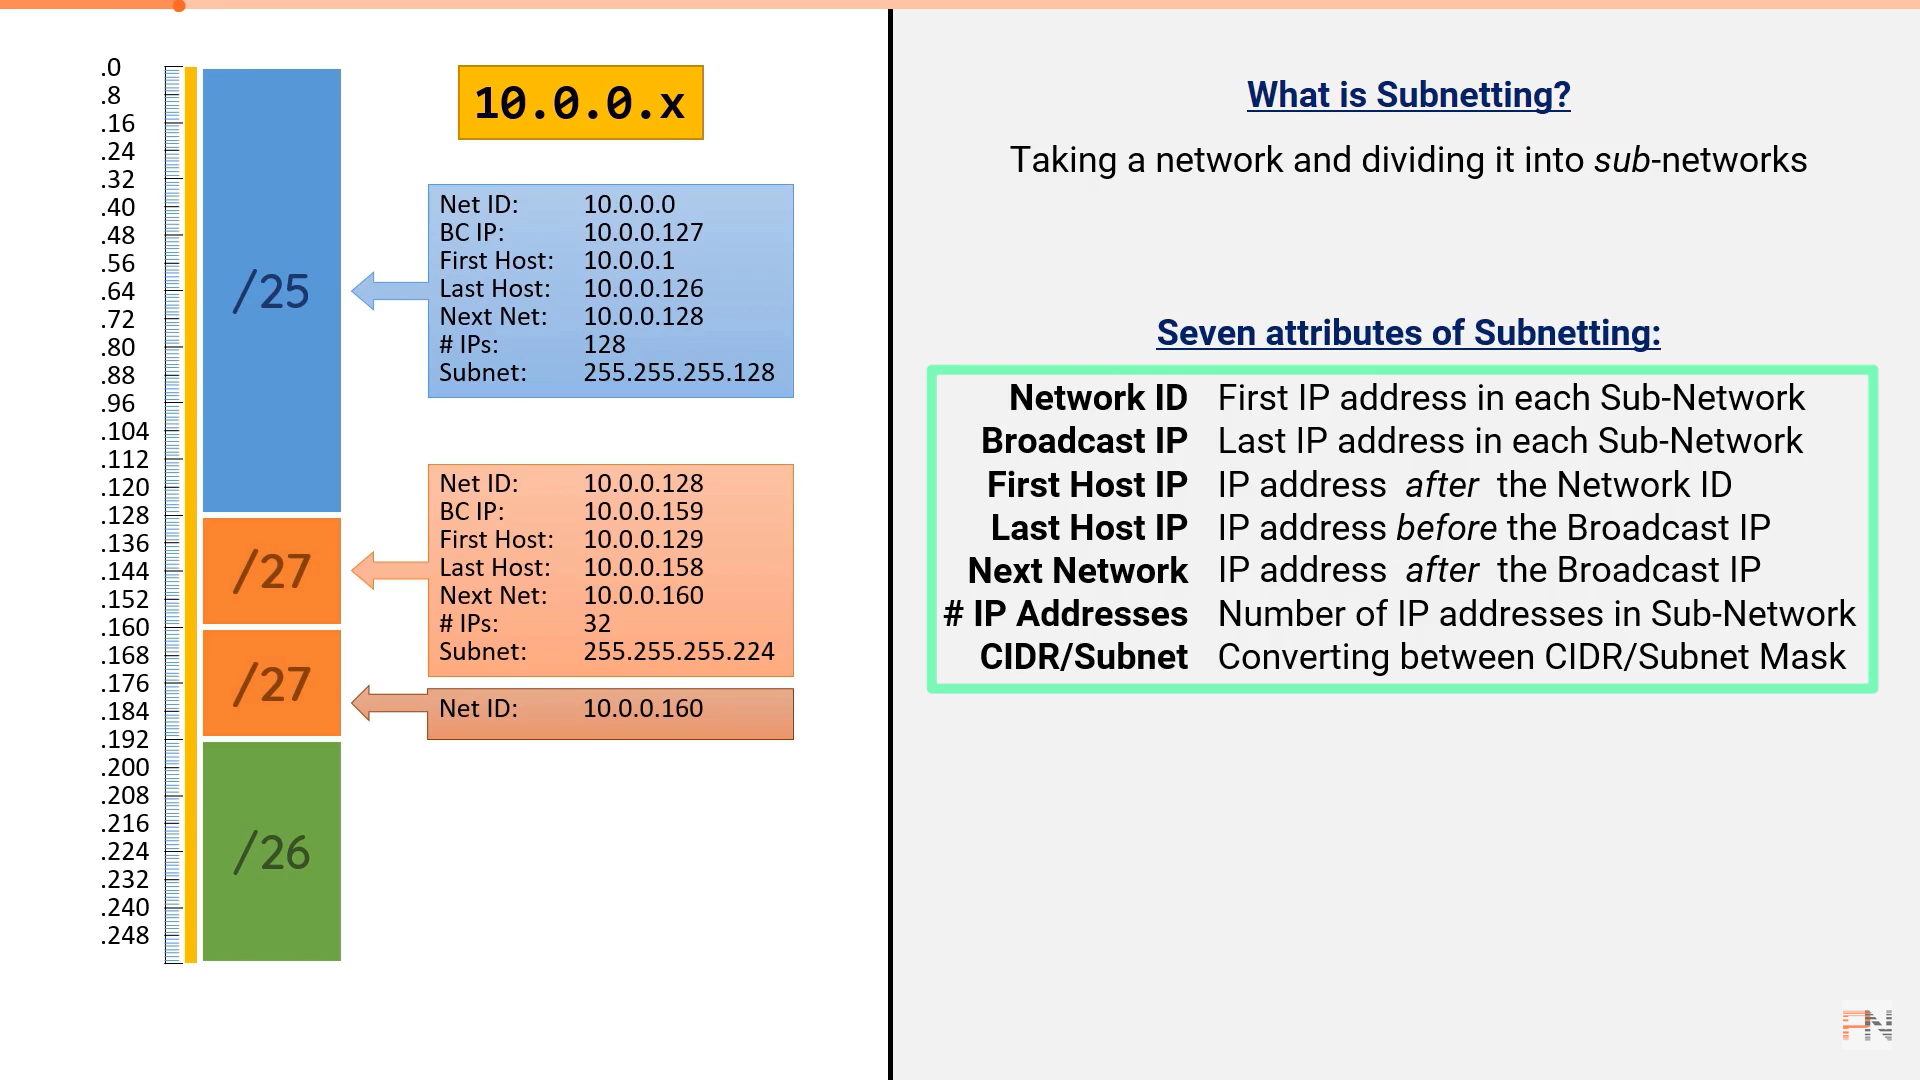 .0
.8
.16
.24
.32
.40
.48
.56
.64
.72
.80
.88
.96
.104
.112
.120
.128
.136
.144
.152
.160
.168
.176
.184
.192
.200
.208
.216
.224
.232
.240
.248
/25
/27
/27
/26
10.0.0.x
Net ID: 10.0.0.0
BC IP: 10.0.0.127
First Host: 10.0.0.1
Last Host: 10.0.0.126
Next Net: 10.0.0.128
# IPs: 128
Subnet: 255.255.255.128
Net ID: 10.0.0.128
BC IP: 10.0.0.159
First Host: 10.0.0.129
Last Host: 10.0.0.158
Next Net: 10.0.0.160
# IPs: 32
Subnet: 255.255.255.224
Net ID: 10.0.0.160
What is Subnetting?
Taking a network and dividing it into sub-networks
Seven attributes of Subnetting:
Network ID First IP address in each Sub-Network
Broadcast IP Last IP address in each Sub-Network
First Host IP IP address after the Network ID
Last Host IP IP address before the Broadcast IP
Next Network IP address after the Broadcast IP
# IP Addresses Number of IP addresses in Sub-Network
CIDR/Subnet Converting between CIDR/Subnet Mask
PN